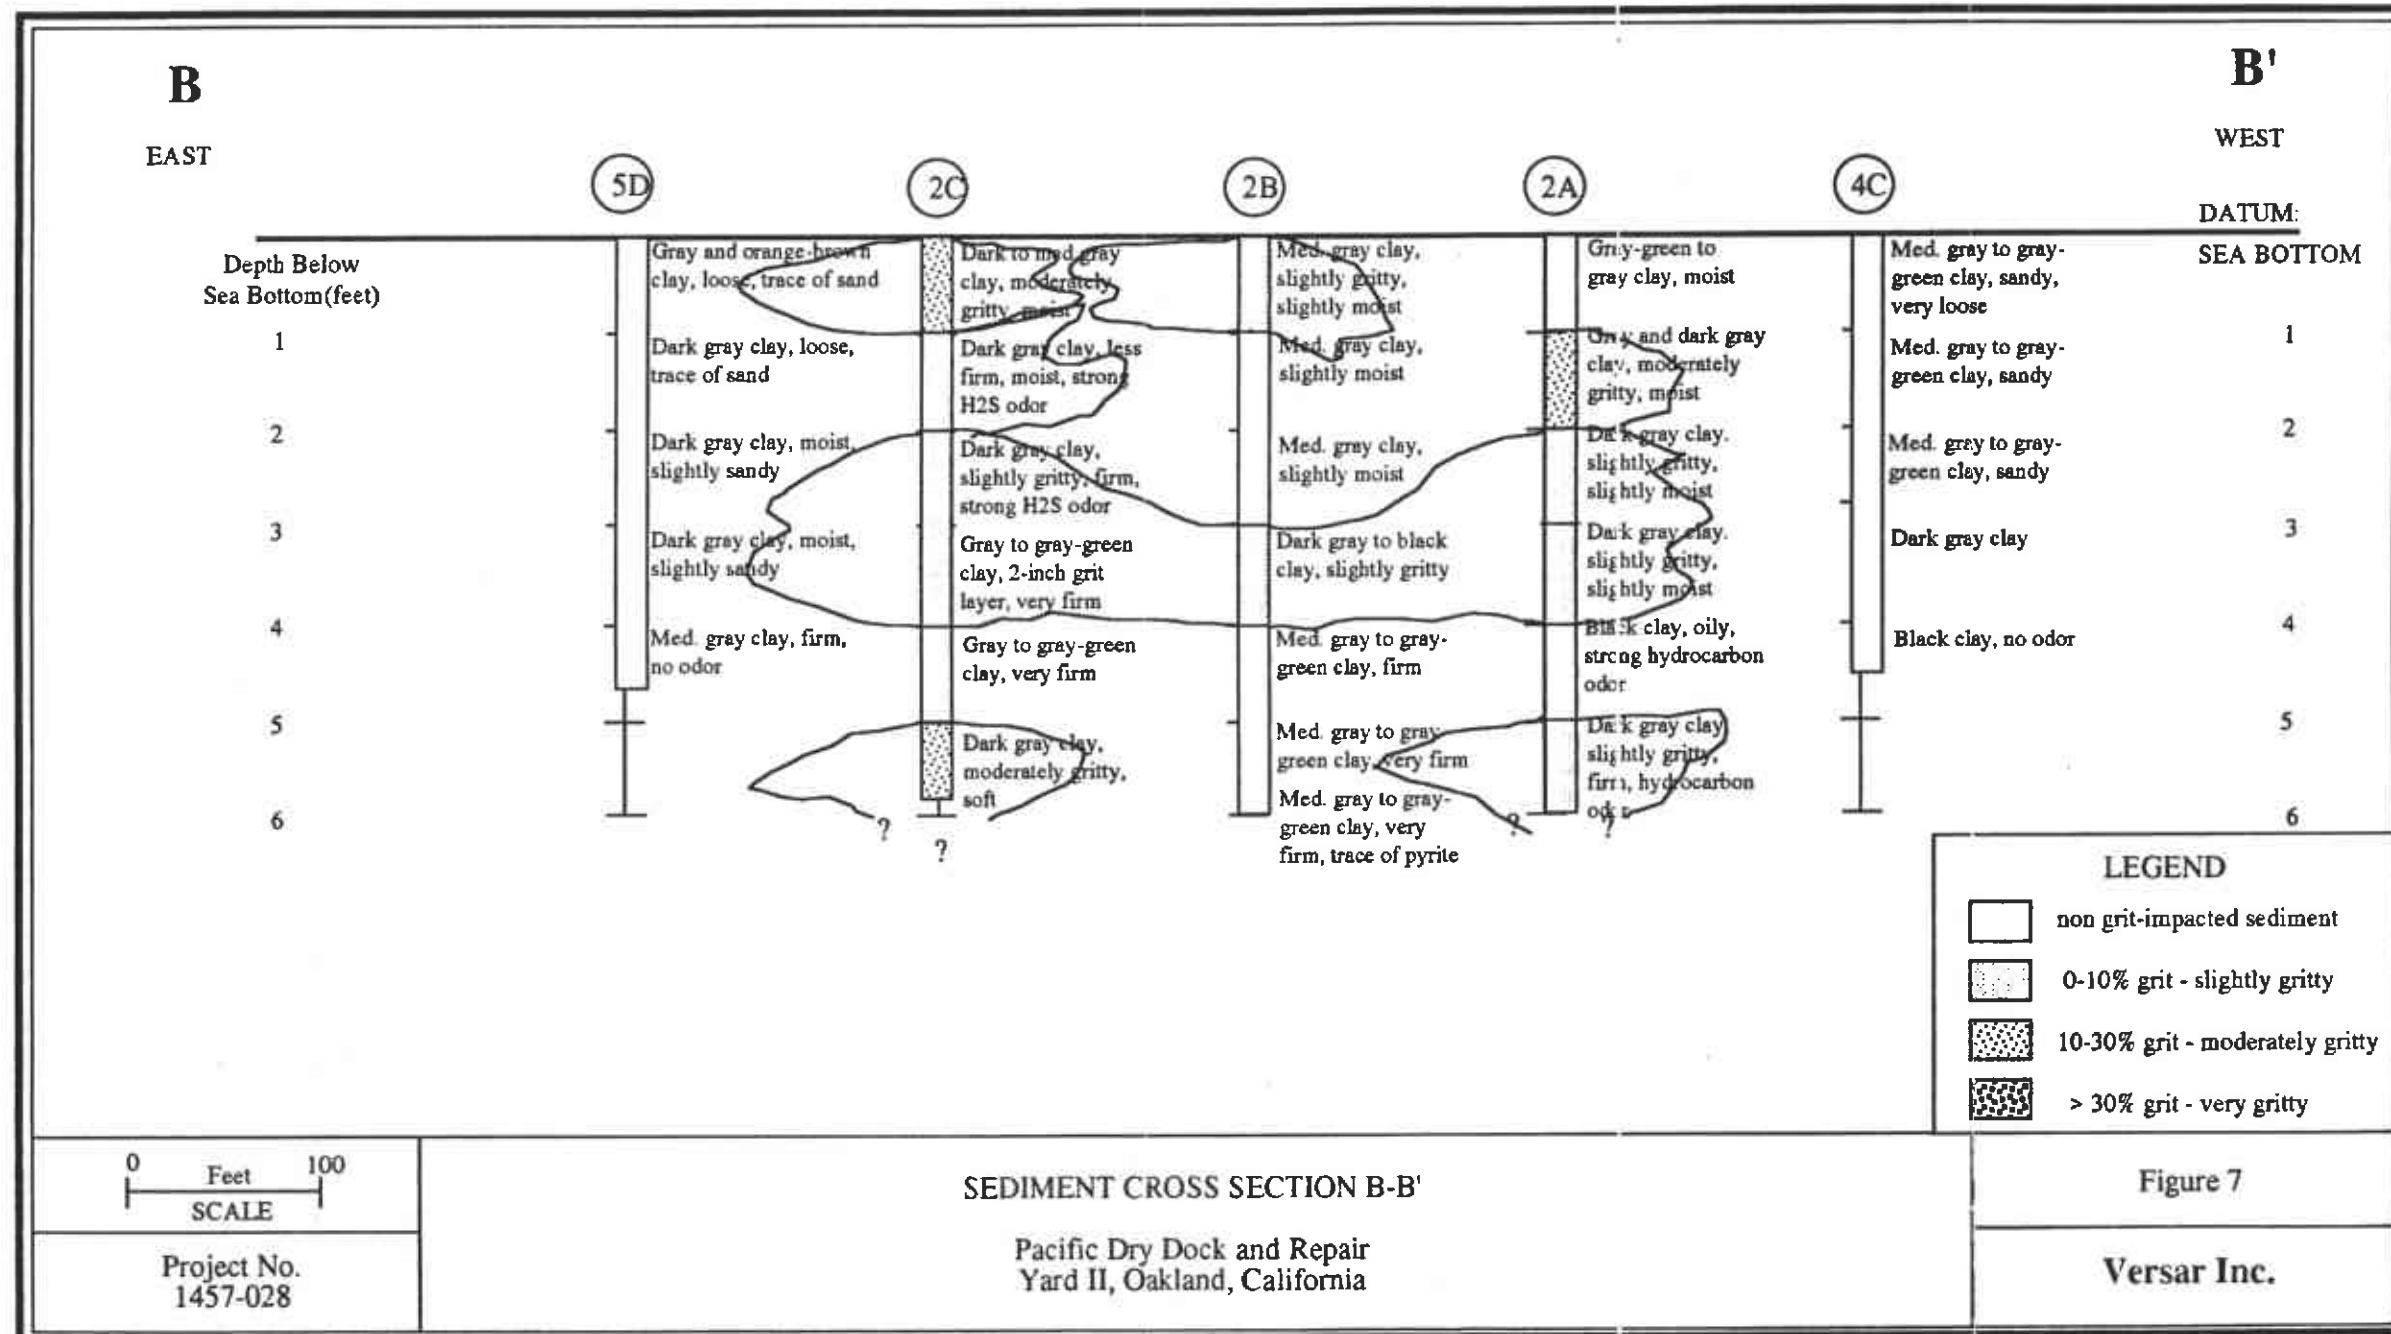 B
EAST
B'
WEST
DATUM:
SEA BOTTOM
5D
2C
2B
2A
4C
Depth Below
Sea Bottom(feet)
1
2
3
4
5
6
Gray and orange-brown
clay, loose, trace of sand
Dark gray clay, loose,
trace of sand
Dark gray clay, moist,
slightly sandy
Dark gray clay, moist,
slightly sandy
Med. gray clay, firm,
no odor
Dark to med gray
clay, moderately
gritty, moist
Dark gray clay, less
firm, moist, strong
H2S odor
Dark gray clay,
slightly gritty, firm,
strong H2S odor
Gray to gray-green
clay, 2-inch grit
layer, very firm
Gray to gray-green
clay, very firm
Dark gray clay,
moderately gritty,
soft
?
?
Med. gray clay,
slightly gritty,
slightly moist
Med. gray clay,
slightly moist
Med. gray clay,
slightly moist
Dark gray to black
clay, slightly gritty
Med. gray to gray-
green clay, firm
Med. gray to gray-
green clay, very firm
Med. gray to gray-
green clay, very
firm, trace of pyrite
Gray-green to
gray clay, moist
Gray and dark gray
clay, moderately
gritty, moist
Dark gray clay.
slightly gritty,
slightly moist
Dark gray clay.
slightly gritty,
slightly moist
Black clay, oily,
strong hydrocarbon
odor
Dark gray clay
slightly gritty,
firm, hydrocarbon
odor
?
?
Med. gray to gray-
green clay, sandy,
very loose
Med. gray to gray-
green clay, sandy
Med. gray to gray-
green clay, sandy
Dark gray clay
Black clay, no odor
1
2
3
4
5
6
LEGEND
non grit-impacted sediment
0-10% grit - slightly gritty
10-30% grit - moderately gritty
> 30% grit - very gritty
0 Feet 100
SCALE
Project No.
1457-028
SEDIMENT CROSS SECTION B-B'
Pacific Dry Dock and Repair
Yard II, Oakland, California
Figure 7
Versar Inc.